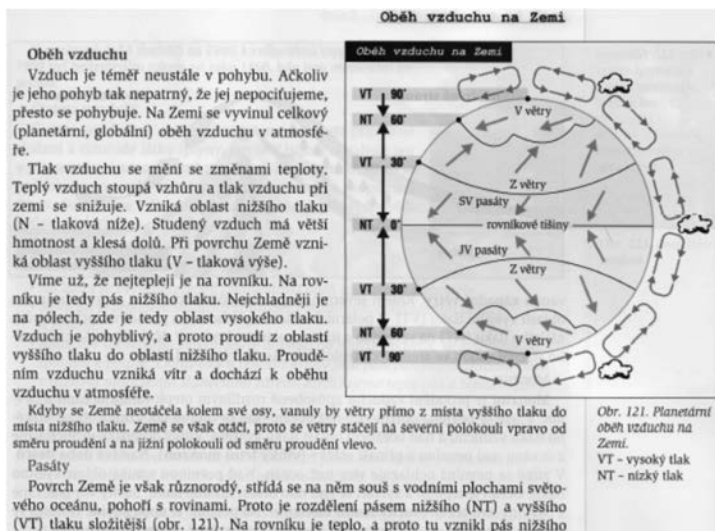 Oběh vzduchu na Zemi
Oběh vzduchu
Vzduch je téměř neustále v pohybu. Ačkoliv
je jeho pohyb tak nepatrný, že jej nepociťujeme,
přesto se pohybuje. Na Zemi se vyvinul celkový
(planetární, globální) oběh vzduchu v atmosfé-
ře.
Tlak vzduchu se mění se změnami teploty.
Teplý vzduch stoupá vzhůru a tlak vzduchu při
zemi se snižuje. Vzniká oblast nižšího tlaku
(N – tlaková níže). Studený vzduch má větší
hmotnost a klesá dolů. Při povrchu Země vzni-
ká oblast vyššího tlaku (V – tlaková výše).
Víme už, že nejtepleji je na rovníku. Na rov-
níku je tedy pás nižšího tlaku. Nejchladněji je
na pólech, zde je tedy oblast vysokého tlaku.
Vzduch je pohyblivý, a proto proudí z oblastí
vyššího tlaku do oblastí nižšího tlaku. Proudě-
ním vzduchu vzniká vítr a dochází k oběhu
vzduchu v atmosféře.
Kdyby se Země neotáčela kolem své osy, vanuly by větry přímo z místa vyššího tlaku do
místa nižšího tlaku. Země se však otáčí, proto se větry stáčejí na severní polokouli vpravo od
směru proudění a na jižní polokouli od směru proudění vlevo.
Pasáty
Povrch Země je však různorodý, střídá se na něm souš s vodními plochami světo-
vého oceánu, pohoří s rovinami. Proto je rozdělení pásem nižšího (NT) a vyššího
(VT) tlaku složitější (obr. 121). Na rovníku je teplo, a proto tu vznikl pás nižšího
Oběh vzduchu na Zemi
VT 90°
V větry
NT 60°
VT 30°
Z větry
SV pasáty
NT 0°
rovníkové tišiny
JV pasáty
Z větry
VT 30°
NT 60°
V větry
VT 90°
Obr. 121. Planetární
oběh vzduchu na
Zemi.
VT – vysoký tlak
NT – nízký tlak